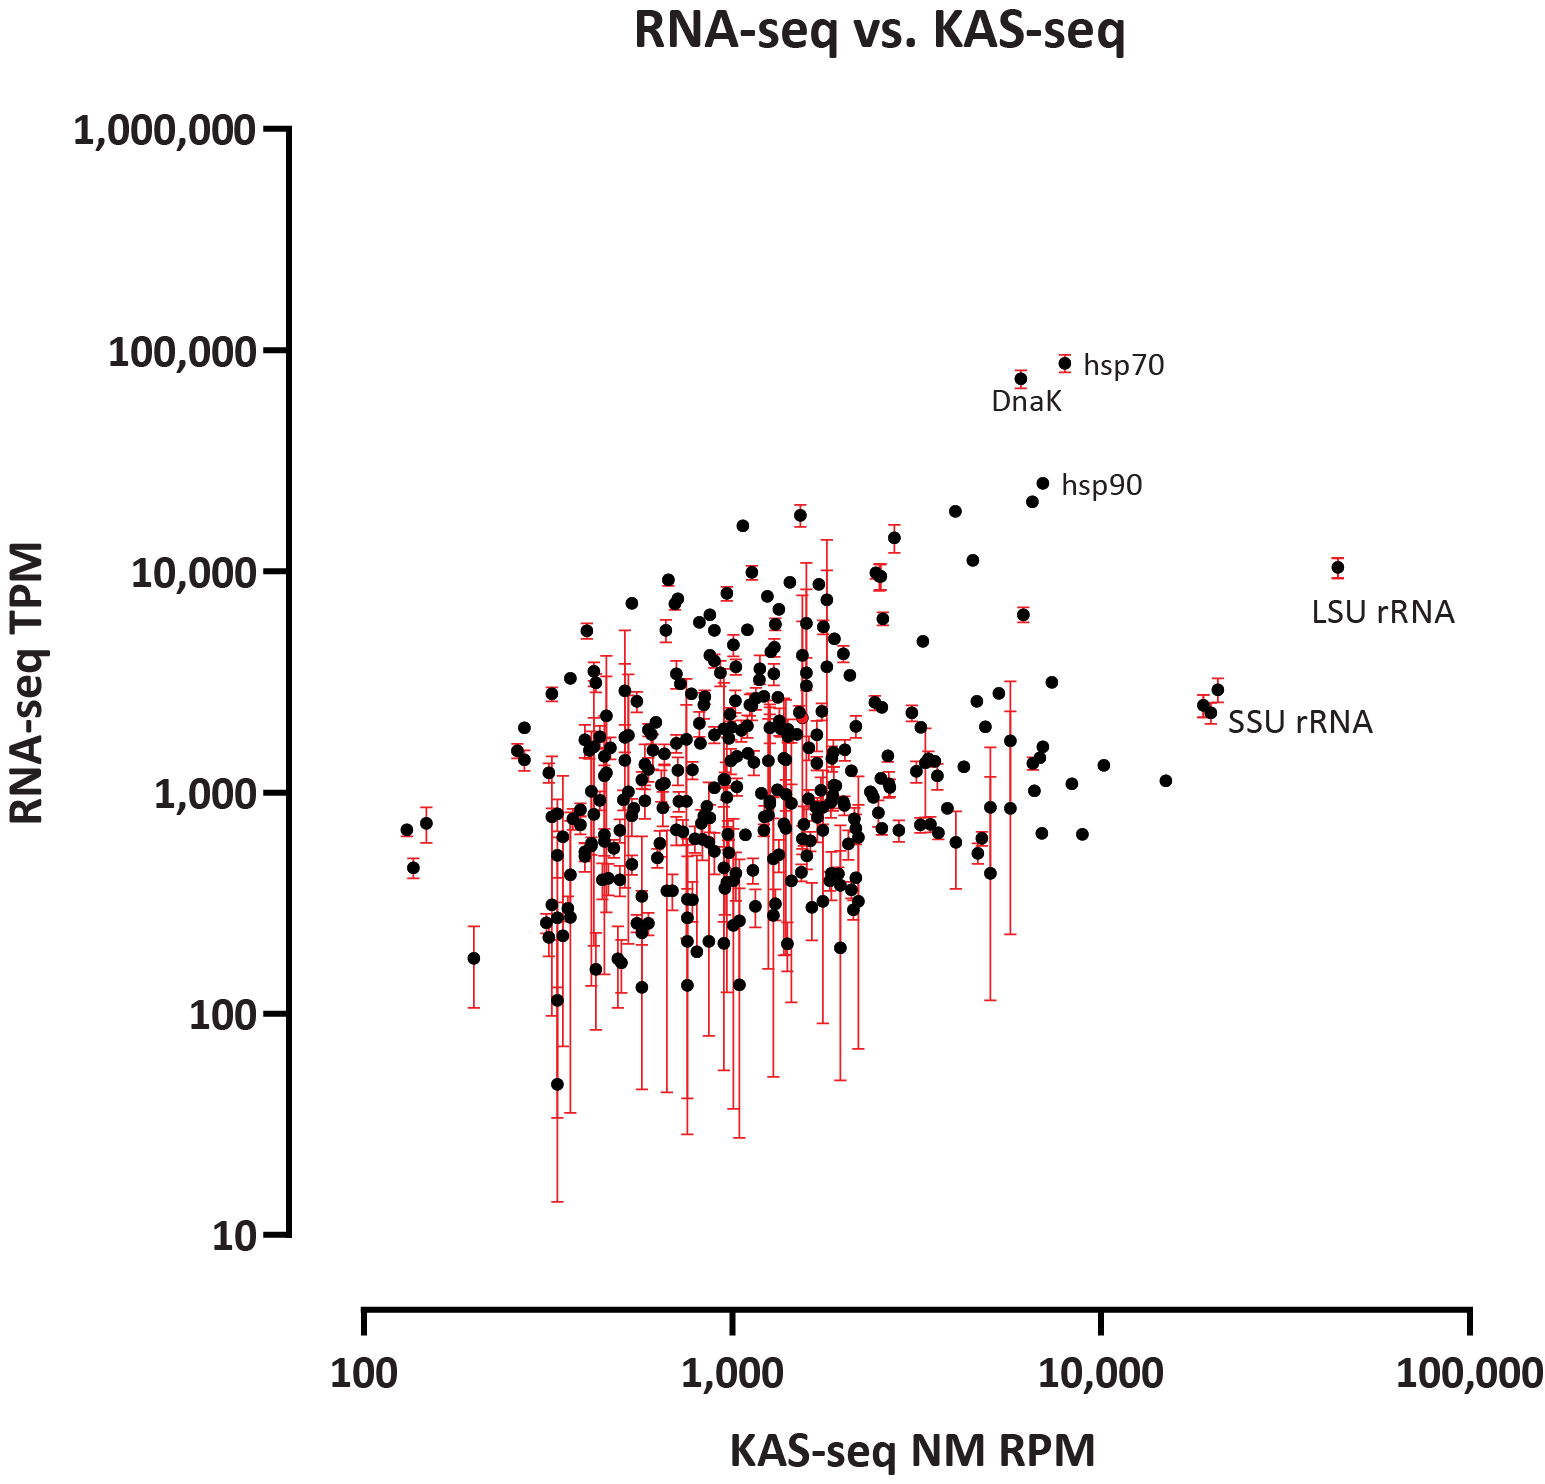 RNA-seq vs. KAS-seq
1,000,000
100,000
hsp70
DnaK
hsp90
10,000
LSU rRNA
SSU rRNA
RNA-seq TPM
1,000
100
10
100
1,000
10,000
100,000
KAS-seq NM RPM